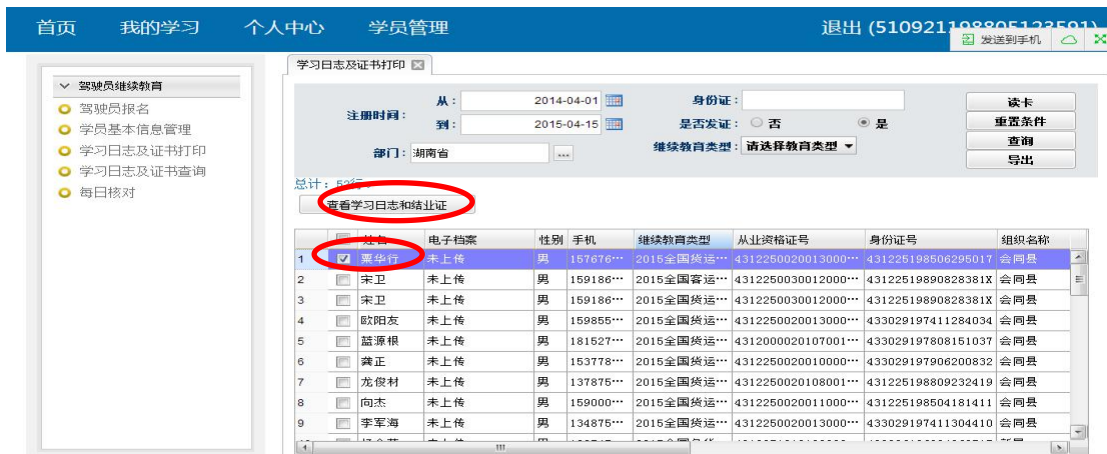 首页 我的学习 个人中心 学员管理 退出 (510921198805123591)
发送到手机
驾驶员继续教育
驾驶员报名
学员基本信息管理
学习日志及证书打印
学习日志及证书查询
每日核对
学习日志及证书打印
注册时间： 从： 2014-04-01 身份证： 读卡
到： 2015-04-15 是否发证： 否 是 重置条件
部门： 湖南省 ... 继续教育类型： 请选择教育类型 查询
导出
总计：52行
查看学习日志和结业证
姓名 电子档案 性别 手机 继续教育类型 从业资格证号 身份证号 组织名称
1 粟华行 未上传 男 157676··· 2015全国货运··· 4312250020013000··· 431225198506295017 会同县
2 宋卫 未上传 男 159186··· 2015全国客运··· 4312250030012000··· 43122519890828381X 会同县
3 宋卫 未上传 男 159186··· 2015全国货运··· 4312250030012000··· 43122519890828381X 会同县
4 欧阳友 未上传 男 159855··· 2015全国货运··· 4312250020013000··· 433029197411284034 会同县
5 蓝源根 未上传 男 181527··· 2015全国货运··· 4312000020107001··· 433029197808151037 会同县
6 龚正 未上传 男 153778··· 2015全国货运··· 4312250020010000··· 433029197906200832 会同县
7 龙俊材 未上传 男 137875··· 2015全国货运··· 4312250020108001··· 431225198809232419 会同县
8 向杰 未上传 男 159000··· 2015全国货运··· 4312250020011000··· 431225198504181411 会同县
9 李军海 未上传 男 134875··· 2015全国货运··· 4312250020013000··· 433029197411304410 会同县